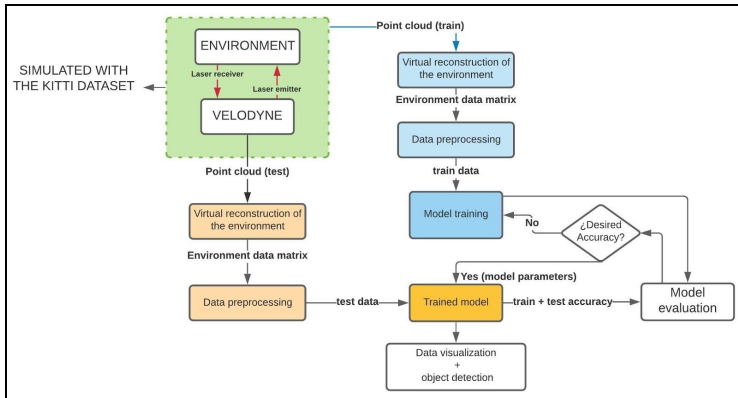 Point cloud (train)
ENVIRONMENT
Laser receiver
Laser emitter
VELODYNE
SIMULATED WITH
THE KITTI DATASET
Virtual reconstruction of
the environment
Environment data matrix
Data preprocessing
train data
Model training
Point cloud (test)
Virtual reconstruction of
the environment
Environment data matrix
Data preprocessing
test data
No
¿Desired
Accuracy?
Yes (model parameters)
Trained model
train + test accuracy
Model
evaluation
Data visualization
+
object detection